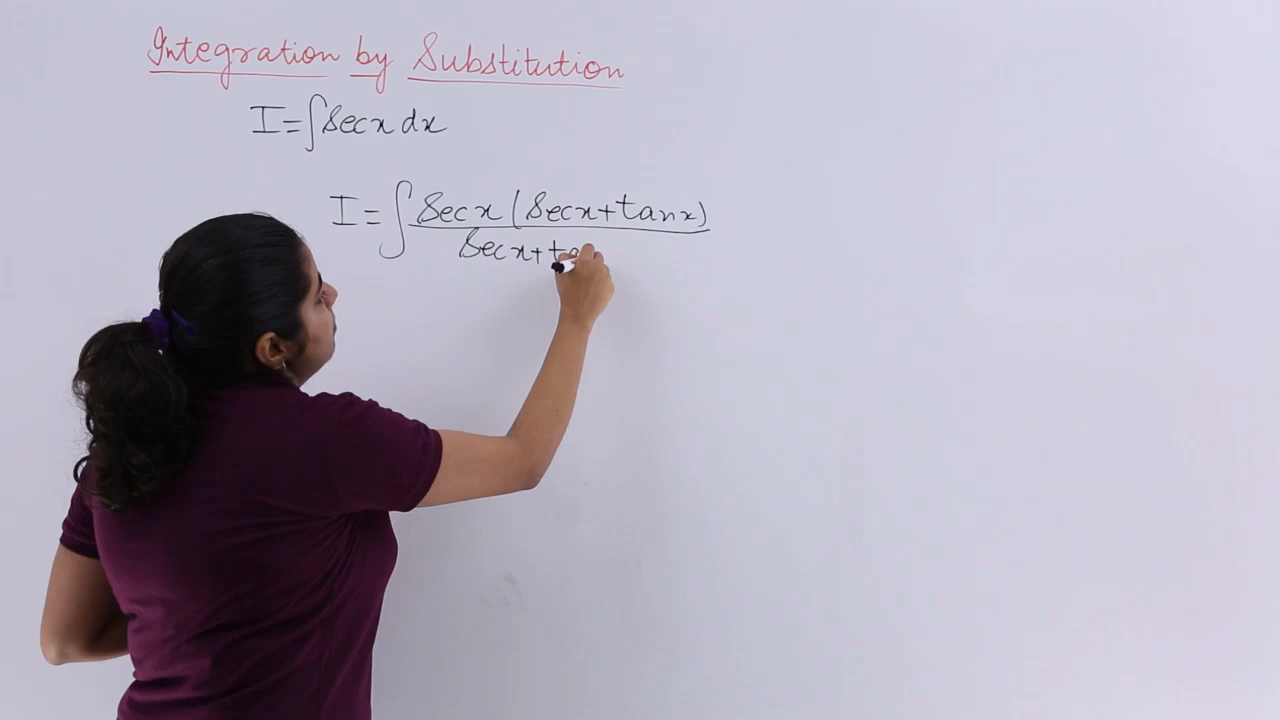 Integration by Substitution
I = ∫ Sec x dx
I = ∫ Sec x (Sec x + tan x)
Sec x + ta